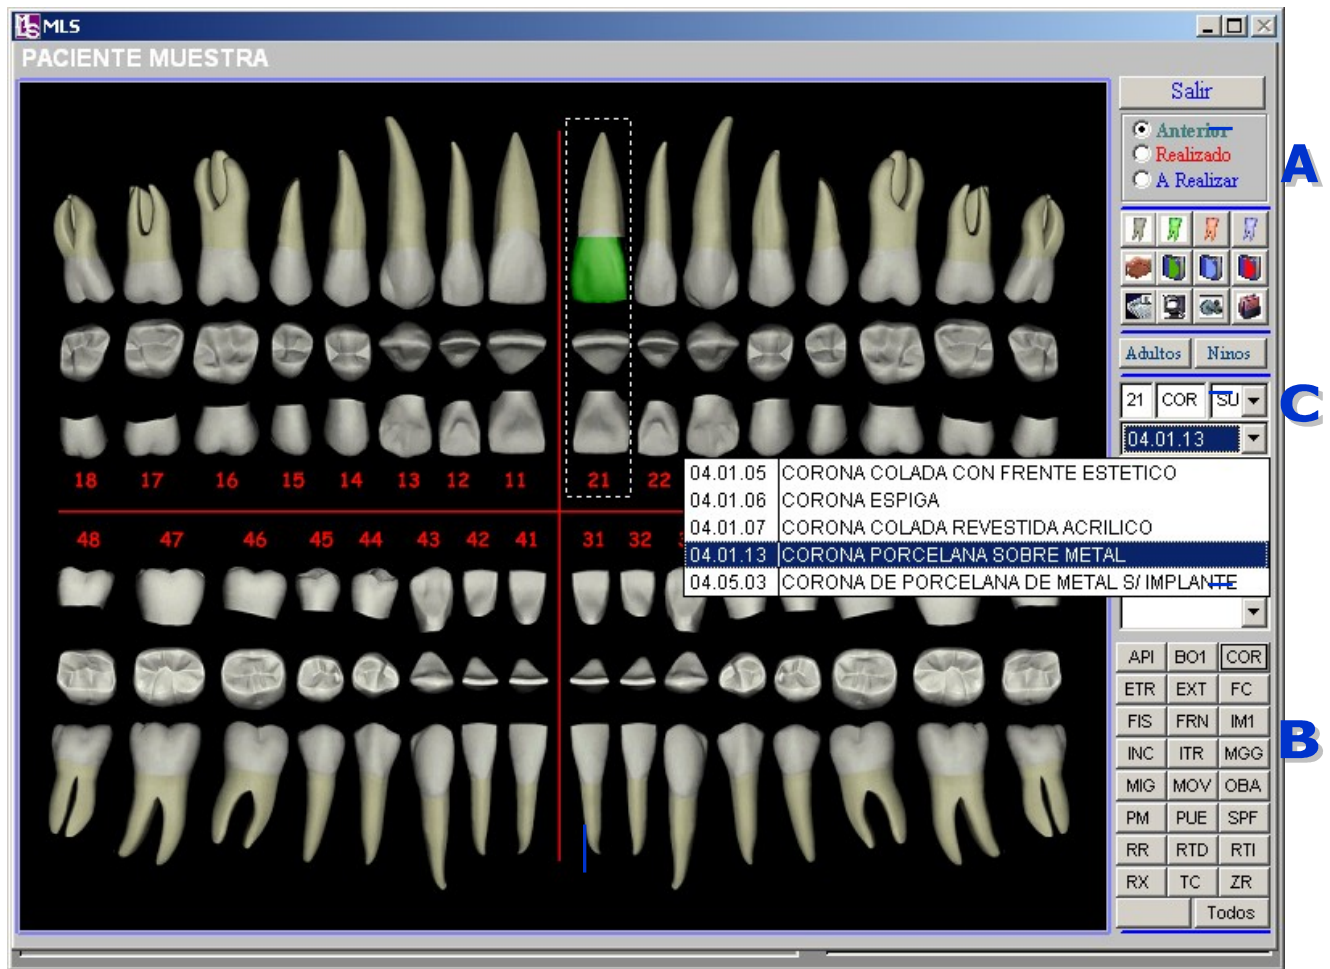 MLS
PACIENTE MUESTRA
Salir
Anterior
Realizado
A Realizar
A
Adultos Ninos
21 COR SU
C
04.01.13
04.01.05 CORONA COLADA CON FRENTE ESTETICO
04.01.06 CORONA ESPIGA
04.01.07 CORONA COLADA REVESTIDA ACRILICO
04.01.13 CORONA PORCELANA SOBRE METAL
04.05.03 CORONA DE PORCELANA DE METAL S/ IMPLANTE
18 17 16 15 14 13 12 11 21 22
48 47 46 45 44 43 42 41 31 32
API BO1 COR
ETR EXT FC
FIS FRN IM1
B
INC ITR MGG
MIG MOV OBA
PM PUE SPF
RR RTD RTI
RX TC ZR
Todos